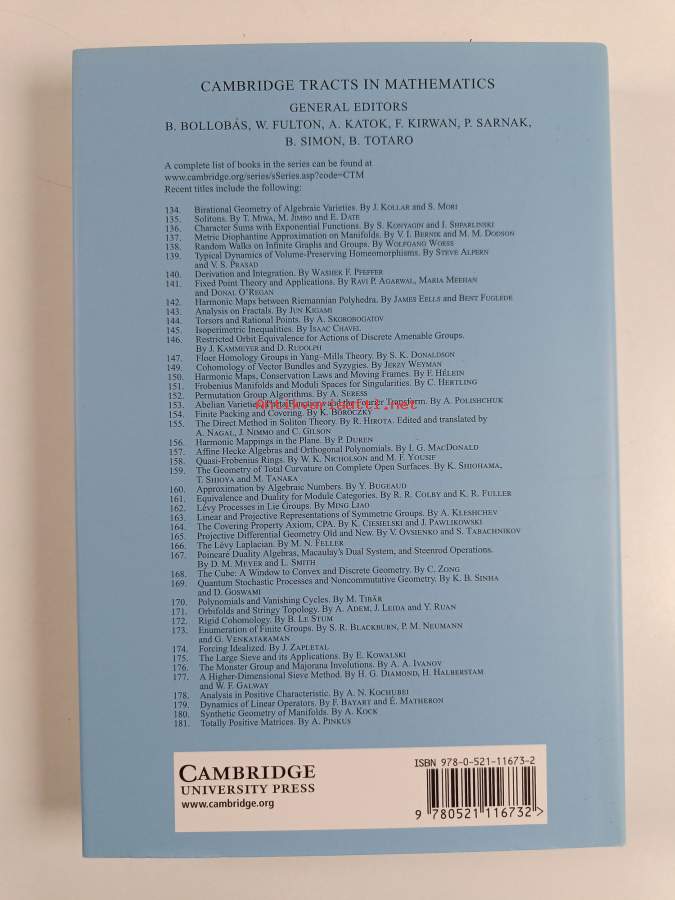 CAMBRIDGE TRACTS IN MATHEMATICS
GENERAL EDITORS
B. BOLLOBÁS, W. FULTON, A. KATOK, F. KIRWAN, P. SARNAK,
B. SIMON, B. TOTARO
A complete list of books in the series can be found at
www.cambridge.org/series/sSeries.asp?code=CTM
Recent titles include the following:
134. Birational Geometry of Algebraic Varieties. By J. KOLLAR and S. MORI
135. Solitons. By T. MIWA, M. JIMBO and E. DATE
136. Character Sums with Exponential Functions. By S. KONYAGIN and I. SHPARLINSKI
137. Metric Diophantine Approximation on Manifolds. By V. I. BERNIK and M. M. DODSON
138. Random Walks on Infinite Graphs and Groups. By WOLFGANG WOESS
139. Typical Dynamics of Volume-Preserving Homeomorphisms. By STEVE ALPERN
and V. S. PRASAD
140. Derivation and Integration. By WASHEK F. PFEFFER
141. Fixed Point Theory and Applications. By RAVI P. AGARWAL, MARIA MEEHAN
and DONAL O'REGAN
142. Harmonic Maps between Riemannian Polyhedra. By JAMES EELLS and BENT FUGLEDE
143. Analysis on Fractals. By JUN KIGAMI
144. Torsors and Rational Points. By A. SKOROBOGATOV
145. Isoperimetric Inequalities. By ISAAC CHAVEL
146. Restricted Orbit Equivalence for Actions of Discrete Amenable Groups.
By J. KAMMEYER and D. RUDOLPH
147. Floer Homology Groups in Yang–Mills Theory. By S. K. DONALDSON
149. Cohomology of Vector Bundles and Syzygies. By JERZY WEYMAN
150. Harmonic Maps, Conservation Laws and Moving Frames. By F. HÉLEIN
151. Frobenius Manifolds and Moduli Spaces for Singularities. By C. HERTLING
152. Permutation Group Algorithms. By A. SERESS
153. Abelian Varieties, Theta Functions and the Fourier Transform. By A. POLISHCHUK
Antikvariaatti.net
154. Finite Packing and Covering. By K. BÖRÖCZKY
155. The Direct Method in Soliton Theory. By R. HIROTA. Edited and translated by
A. NAGAI, J. NIMMO and C. GILSON
156. Harmonic Mappings in the Plane. By P. DUREN
157. Affine Hecke Algebras and Orthogonal Polynomials. By I. G. MACDONALD
158. Quasi-Frobenius Rings. By W. K. NICHOLSON and M. F. YOUSIF
159. The Geometry of Total Curvature on Complete Open Surfaces. By K. SHIOHAMA,
T. SHIOYA and M. TANAKA
160. Approximation by Algebraic Numbers. By Y. BUGEAUD
161. Equivalence and Duality for Module Categories. By R. R. COLBY and K. R. FULLER
162. Lévy Processes in Lie Groups. By MING LIAO
163. Linear and Projective Representations of Symmetric Groups. By A. KLESHCHEV
164. The Covering Property Axiom, CPA. By K. CIESIELSKI and J. PAWLIKOWSKI
165. Projective Differential Geometry Old and New. By V. OVSIENKO and S. TABACHNIKOV
166. The Lévy Laplacian. By M. N. FELLER
167. Poincaré Duality Algebras, Macaulay's Dual System, and Steenrod Operations.
By D. M. MEYER and L. SMITH
168. The Cube: A Window to Convex and Discrete Geometry. By C. ZONG
169. Quantum Stochastic Processes and Noncommutative Geometry. By K. B. SINHA
and D. GOSWAMI
170. Polynomials and Vanishing Cycles. By M. TIBĂR
171. Orbifolds and Stringy Topology. By A. ADEM, J. LEIDA and Y. RUAN
172. Rigid Cohomology. By B. LE STUM
173. Enumeration of Finite Groups. By S. R. BLACKBURN, P. M. NEUMANN
and G. VENKATARAMAN
174. Forcing Idealized. By J. ZAPLETAL
175. The Large Sieve and its Applications. By E. KOWALSKI
176. The Monster Group and Majorana Involutions. By A. A. IVANOV
177. A Higher-Dimensional Sieve Method. By H. G. DIAMOND, H. HALBERSTAM
and W. F. GALWAY
178. Analysis in Positive Characteristic. By A. N. KOCHUBEI
179. Dynamics of Linear Operators. By F. BAYART and É. MATHERON
180. Synthetic Geometry of Manifolds. By A. KOCK
181. Totally Positive Matrices. By A. PINKUS
CAMBRIDGE
UNIVERSITY PRESS
www.cambridge.org
ISBN 978-0-521-11673-2
9 780521 116732 >